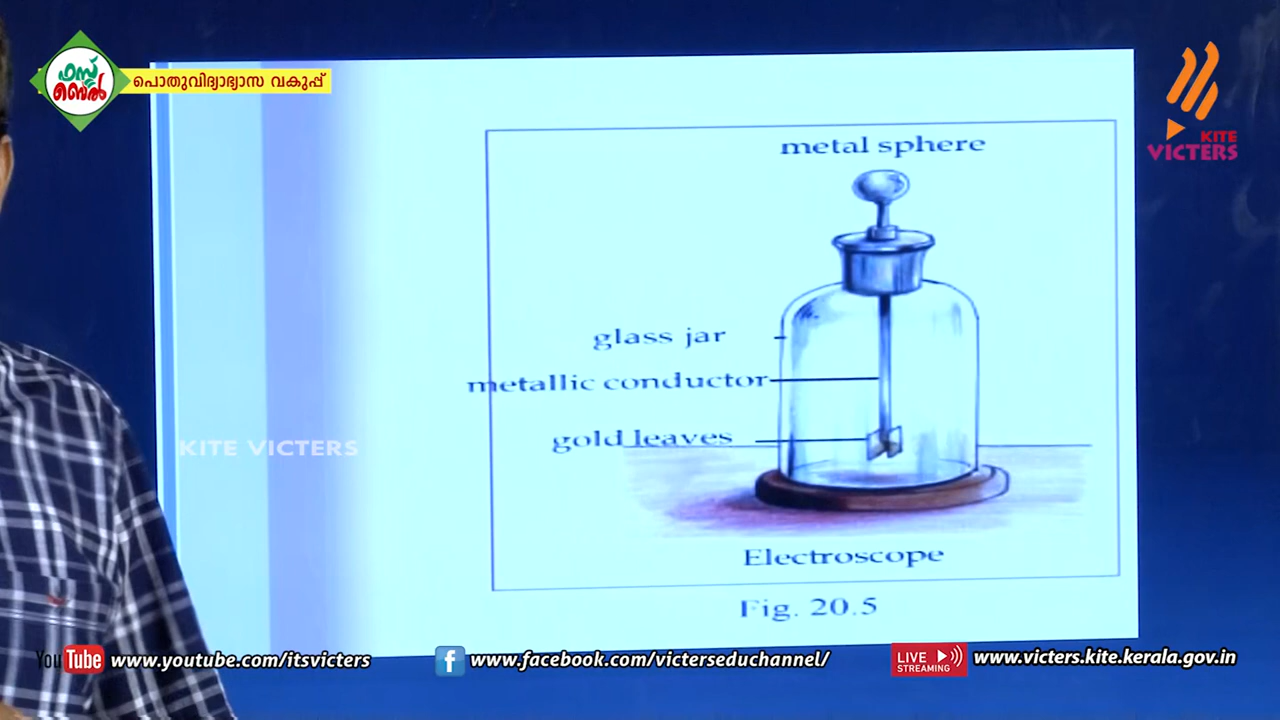 ഫസ്റ്റ്
ബെൽ
പൊതുവിദ്യാഭ്യാസ വകുപ്പ്
KITE
VICTERS
metal sphere
glass jar
metallic conductor
gold leaves
KITE VICTERS
Electroscope
Fig. 20.5
YouTube www.youtube.com/itsvicters
f www.facebook.com/victerseduchannel/
LIVE
STREAMING
www.victers.kite.kerala.gov.in